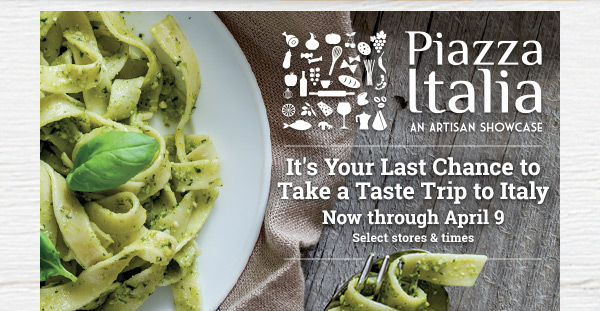 Piazza
Italia
AN ARTISAN SHOWCASE
It's Your Last Chance to
Take a Taste Trip to Italy
Now through April 9
Select stores & times